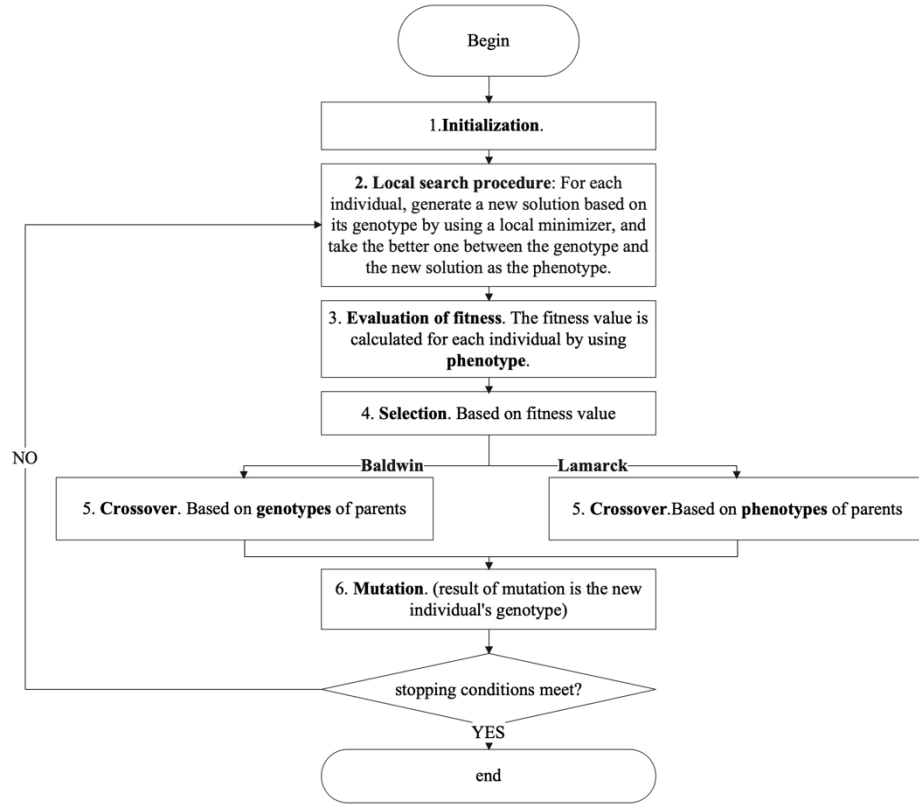 Begin
1.Initialization.
2. Local search procedure: For each
individual, generate a new solution based on
its genotype by using a local minimizer, and
take the better one between the genotype and
the new solution as the phenotype.
3. Evaluation of fitness. The fitness value is
calculated for each individual by using
phenotype.
4. Selection. Based on fitness value
NO
Baldwin
Lamarck
5. Crossover. Based on genotypes of parents
5. Crossover.Based on phenotypes of parents
6. Mutation. (result of mutation is the new
individual's genotype)
stopping conditions meet?
YES
end